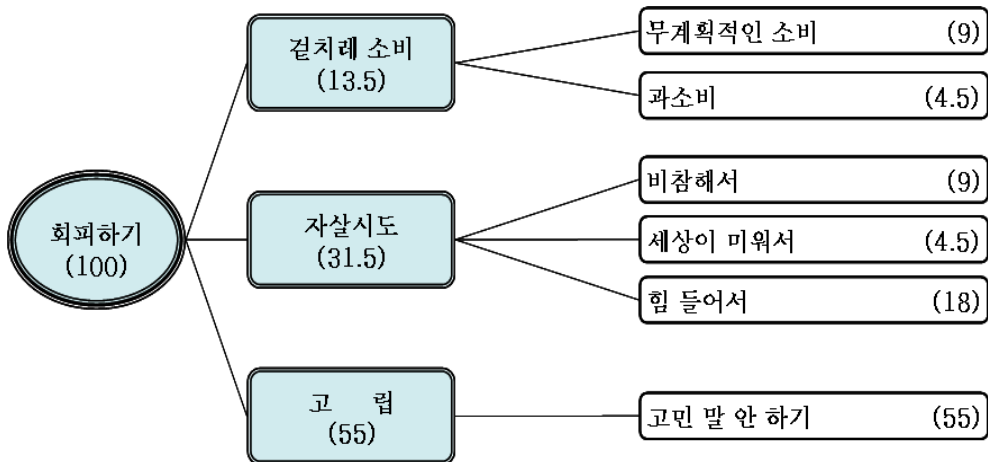 회피하기
(100)
겉치레 소비
(13.5)
무계획적인 소비 (9)
과소비 (4.5)
자살시도
(31.5)
비참해서 (9)
세상이 미워서 (4.5)
힘 들어서 (18)
고 립
(55)
고민 말 안 하기 (55)